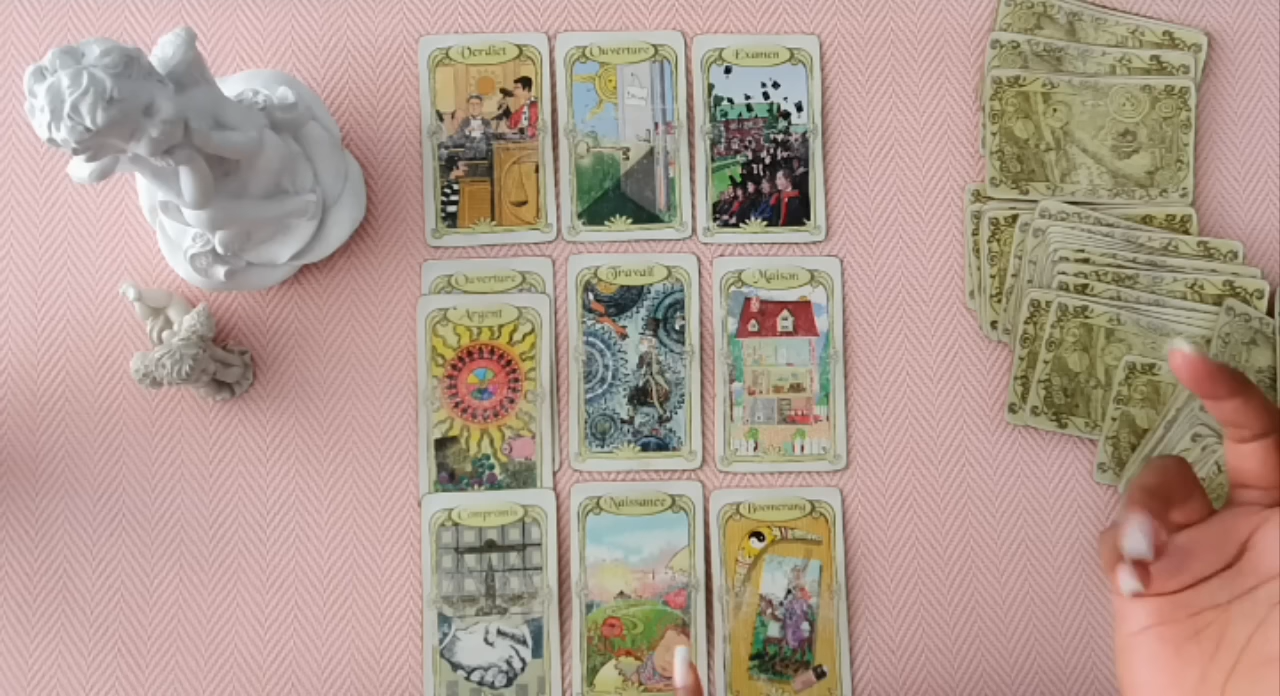 Verdict
Ouverture
Examen
Ouverture
Argent
Travail
Maison
Compromis
Naissance
Boomerang